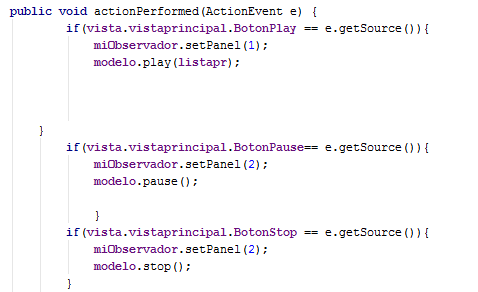 public void actionPerformed(ActionEvent e) {
if(vista.vistaprincipal.BotonPlay == e.getSource()){
miObservador.setPanel(1);
modelo.play(listapr);
}
if(vista.vistaprincipal.BotonPause== e.getSource()){
miObservador.setPanel(2);
modelo.pause();
}
if(vista.vistaprincipal.BotonStop == e.getSource()){
miObservador.setPanel(2);
modelo.stop();
}